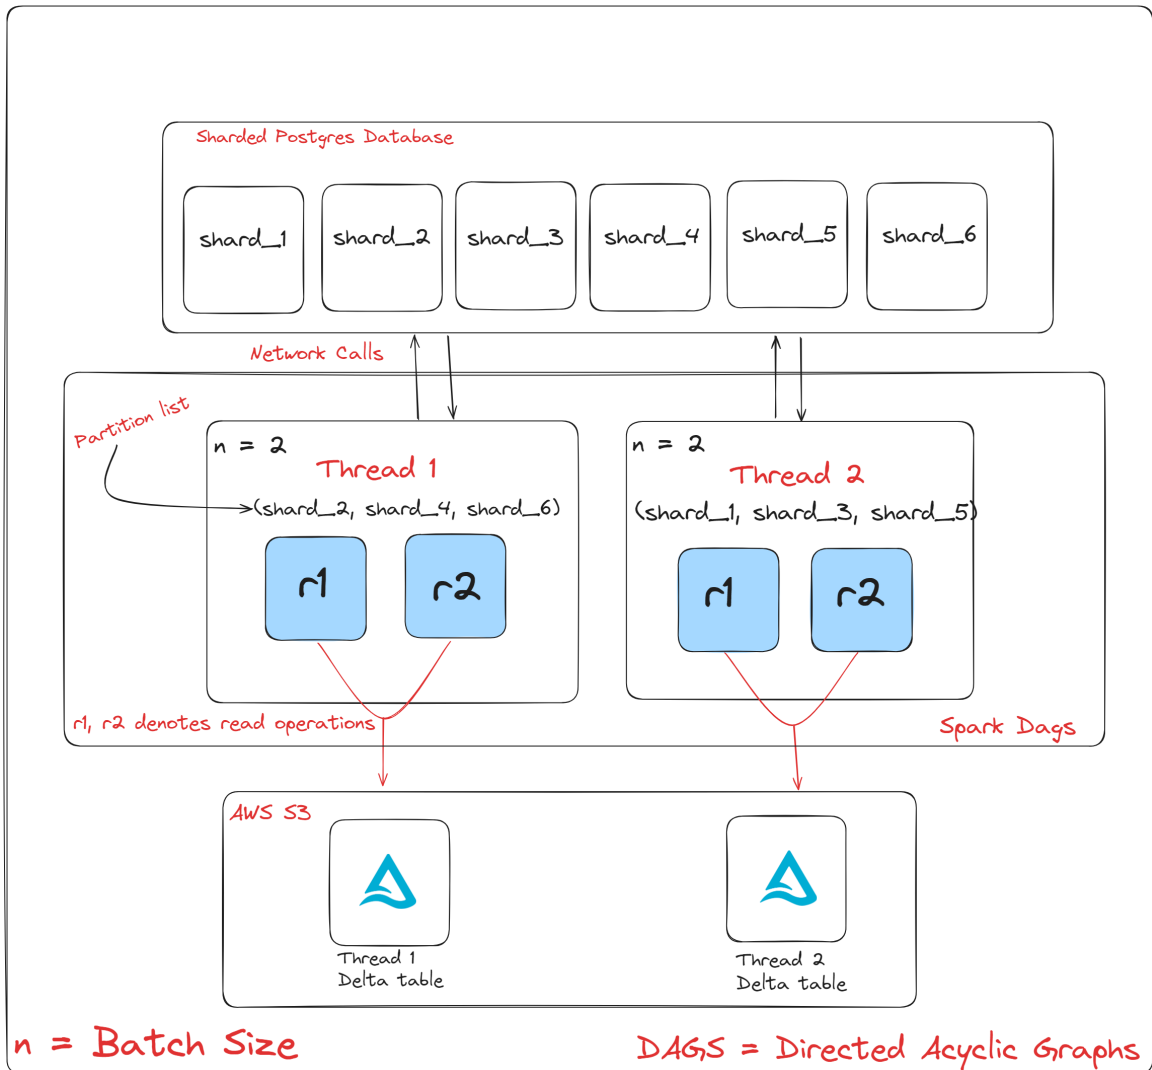 Sharded Postgres Database
shard_1
shard_2
shard_3
shard_4
shard_5
shard_6
Network Calls
Partition list
n = 2
Thread 1
(shard_2, shard_4, shard_6)
r1
r2
n = 2
Thread 2
(shard_1, shard_3, shard_5)
r1
r2
r1, r2 denotes read operations
Spark Dags
AWS S3
Thread 1
Delta table
Thread 2
Delta table
n = Batch Size
DAGS = Directed Acyclic Graphs